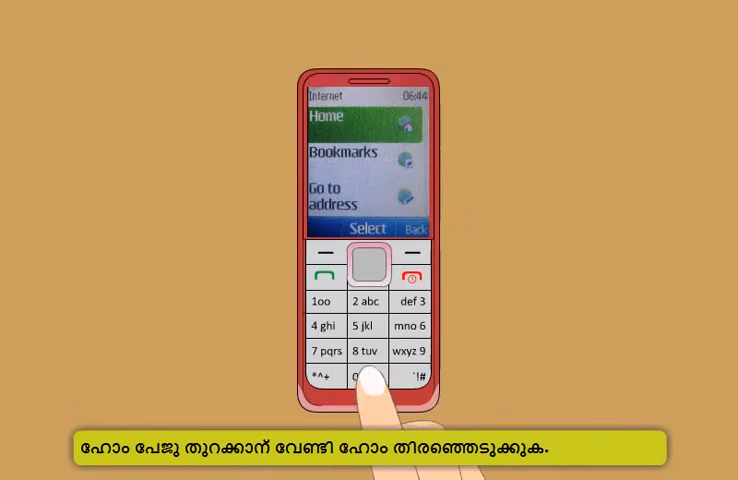 Internet 06:44
Home
Bookmarks
Go to
address
Select Back
1oo 2 abc def 3
4 ghi 5 jkl mno 6
7 pqrs 8 tuv wxyz 9
*^+ 0 `!#
ഹോം പേജു തുറക്കാന് വേണ്ടി ഹോം തിരഞ്ഞെടുക്കുക.